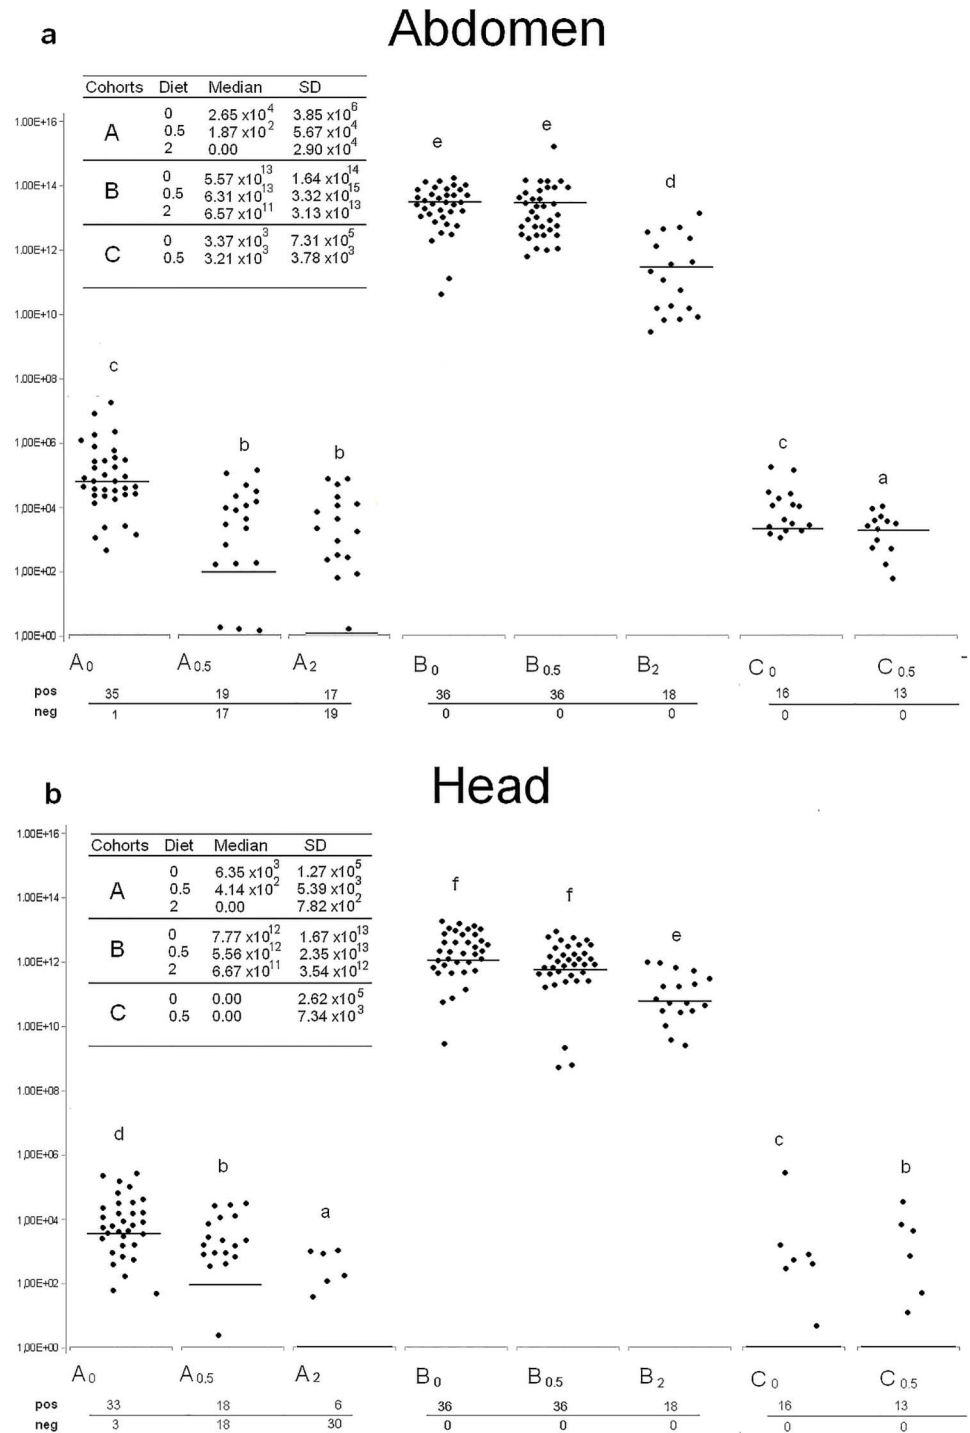 a Abdomen
Cohorts Diet Median SD
A 0 2.65 x10^4 3.85 x10^6
0.5 1.87 x10^2 5.67 x10^4
2 0.00 2.90 x10^4
B 0 5.57 x10^13 1.64 x10^14
0.5 6.31 x10^13 3.32 x10^15
2 6.57 x10^11 3.13 x10^13
C 0 3.37 x10^3 7.31 x10^5
0.5 3.21 x10^3 3.78 x10^3
1.00E+16
1.00E+14
1.00E+12
1.00E+10
1.00E+08
1.00E+06
1.00E+04
1.00E+02
1.00E+00
c b b e e d c a
A0 A0.5 A2 B0 B0.5 B2 C0 C0.5
pos 35 19 17 36 36 18 16 13
neg 1 17 19 0 0 0 0 0
b Head
Cohorts Diet Median SD
A 0 6.35 x10^3 1.27 x10^5
0.5 4.14 x10^2 5.39 x10^3
2 0.00 7.82 x10^2
B 0 7.77 x10^12 1.67 x10^13
0.5 5.56 x10^12 2.35 x10^13
2 6.67 x10^11 3.54 x10^12
C 0 0.00 2.62 x10^5
0.5 0.00 7.34 x10^3
1.00E+16
1.00E+14
1.00E+12
1.00E+10
1.00E+08
1.00E+06
1.00E+04
1.00E+02
1.00E+00
d b a f f e c b
A0 A0.5 A2 B0 B0.5 B2 C0 C0.5
pos 33 18 6 36 36 18 16 13
neg 3 18 30 0 0 0 0 0